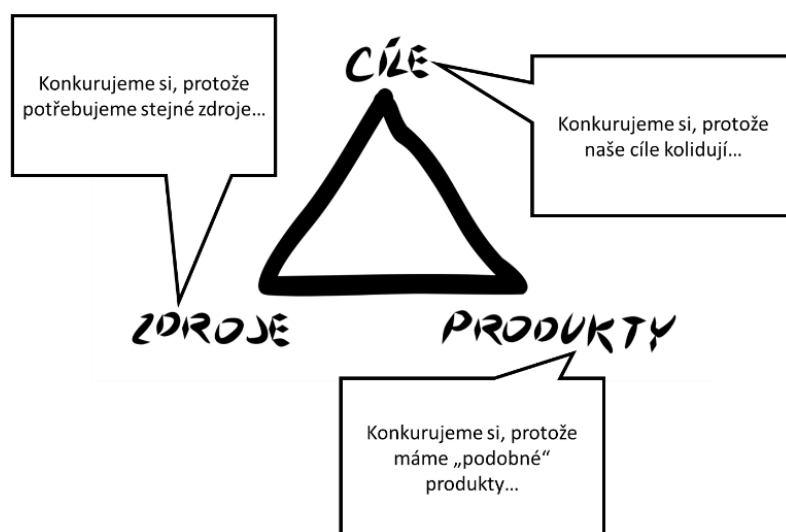 Konkurujeme si, protože
potřebujeme stejné zdroje…
CÍLE
Konkurujeme si, protože
naše cíle kolidují…
ZDROJE
PRODUKTY
Konkurujeme si, protože
máme „podobné“
produkty…